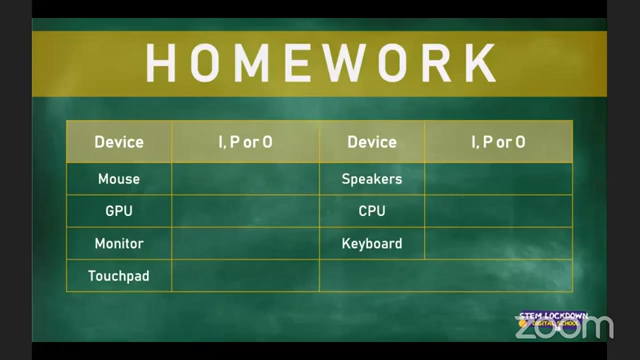 HOMEWORK
Device I, P or O Device I, P or O
Mouse Speakers
GPU CPU
Monitor Keyboard
Touchpad
STEM LOCKDOWN
DIGITAL SCHOOL
zoom